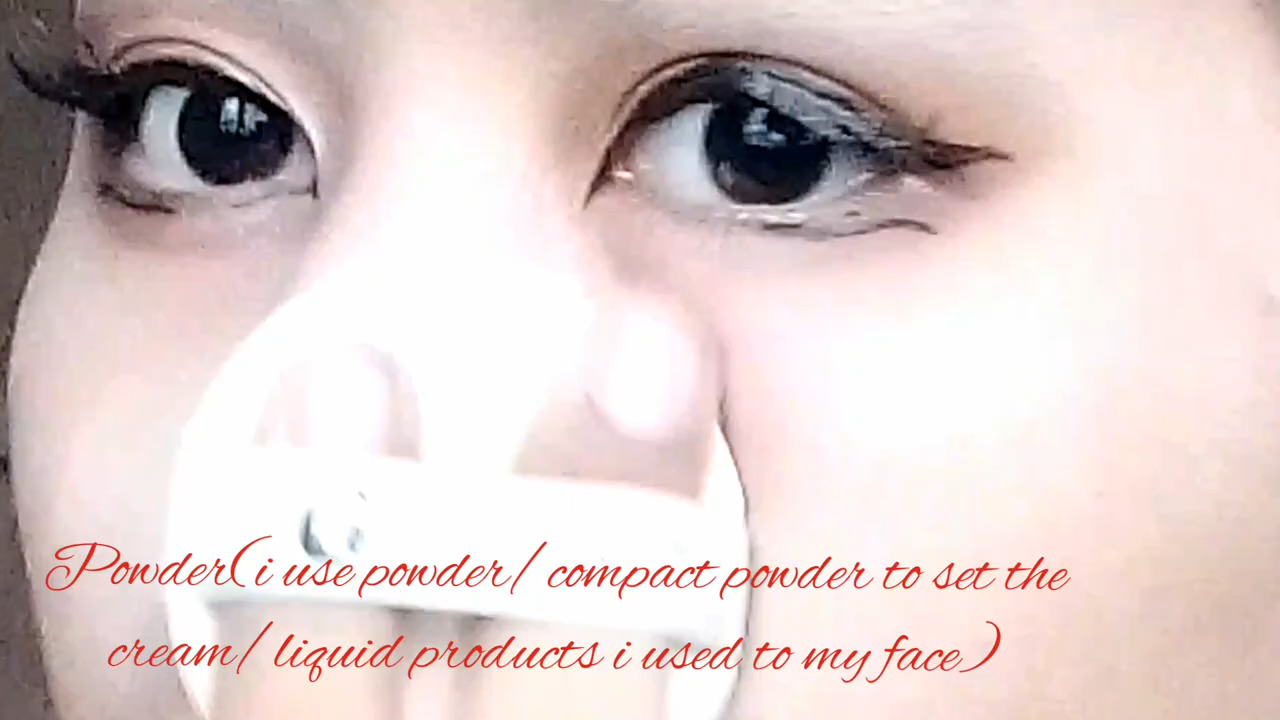 Powder(i use powder/ compact powder to set the
cream/ liquid products i used to my face)